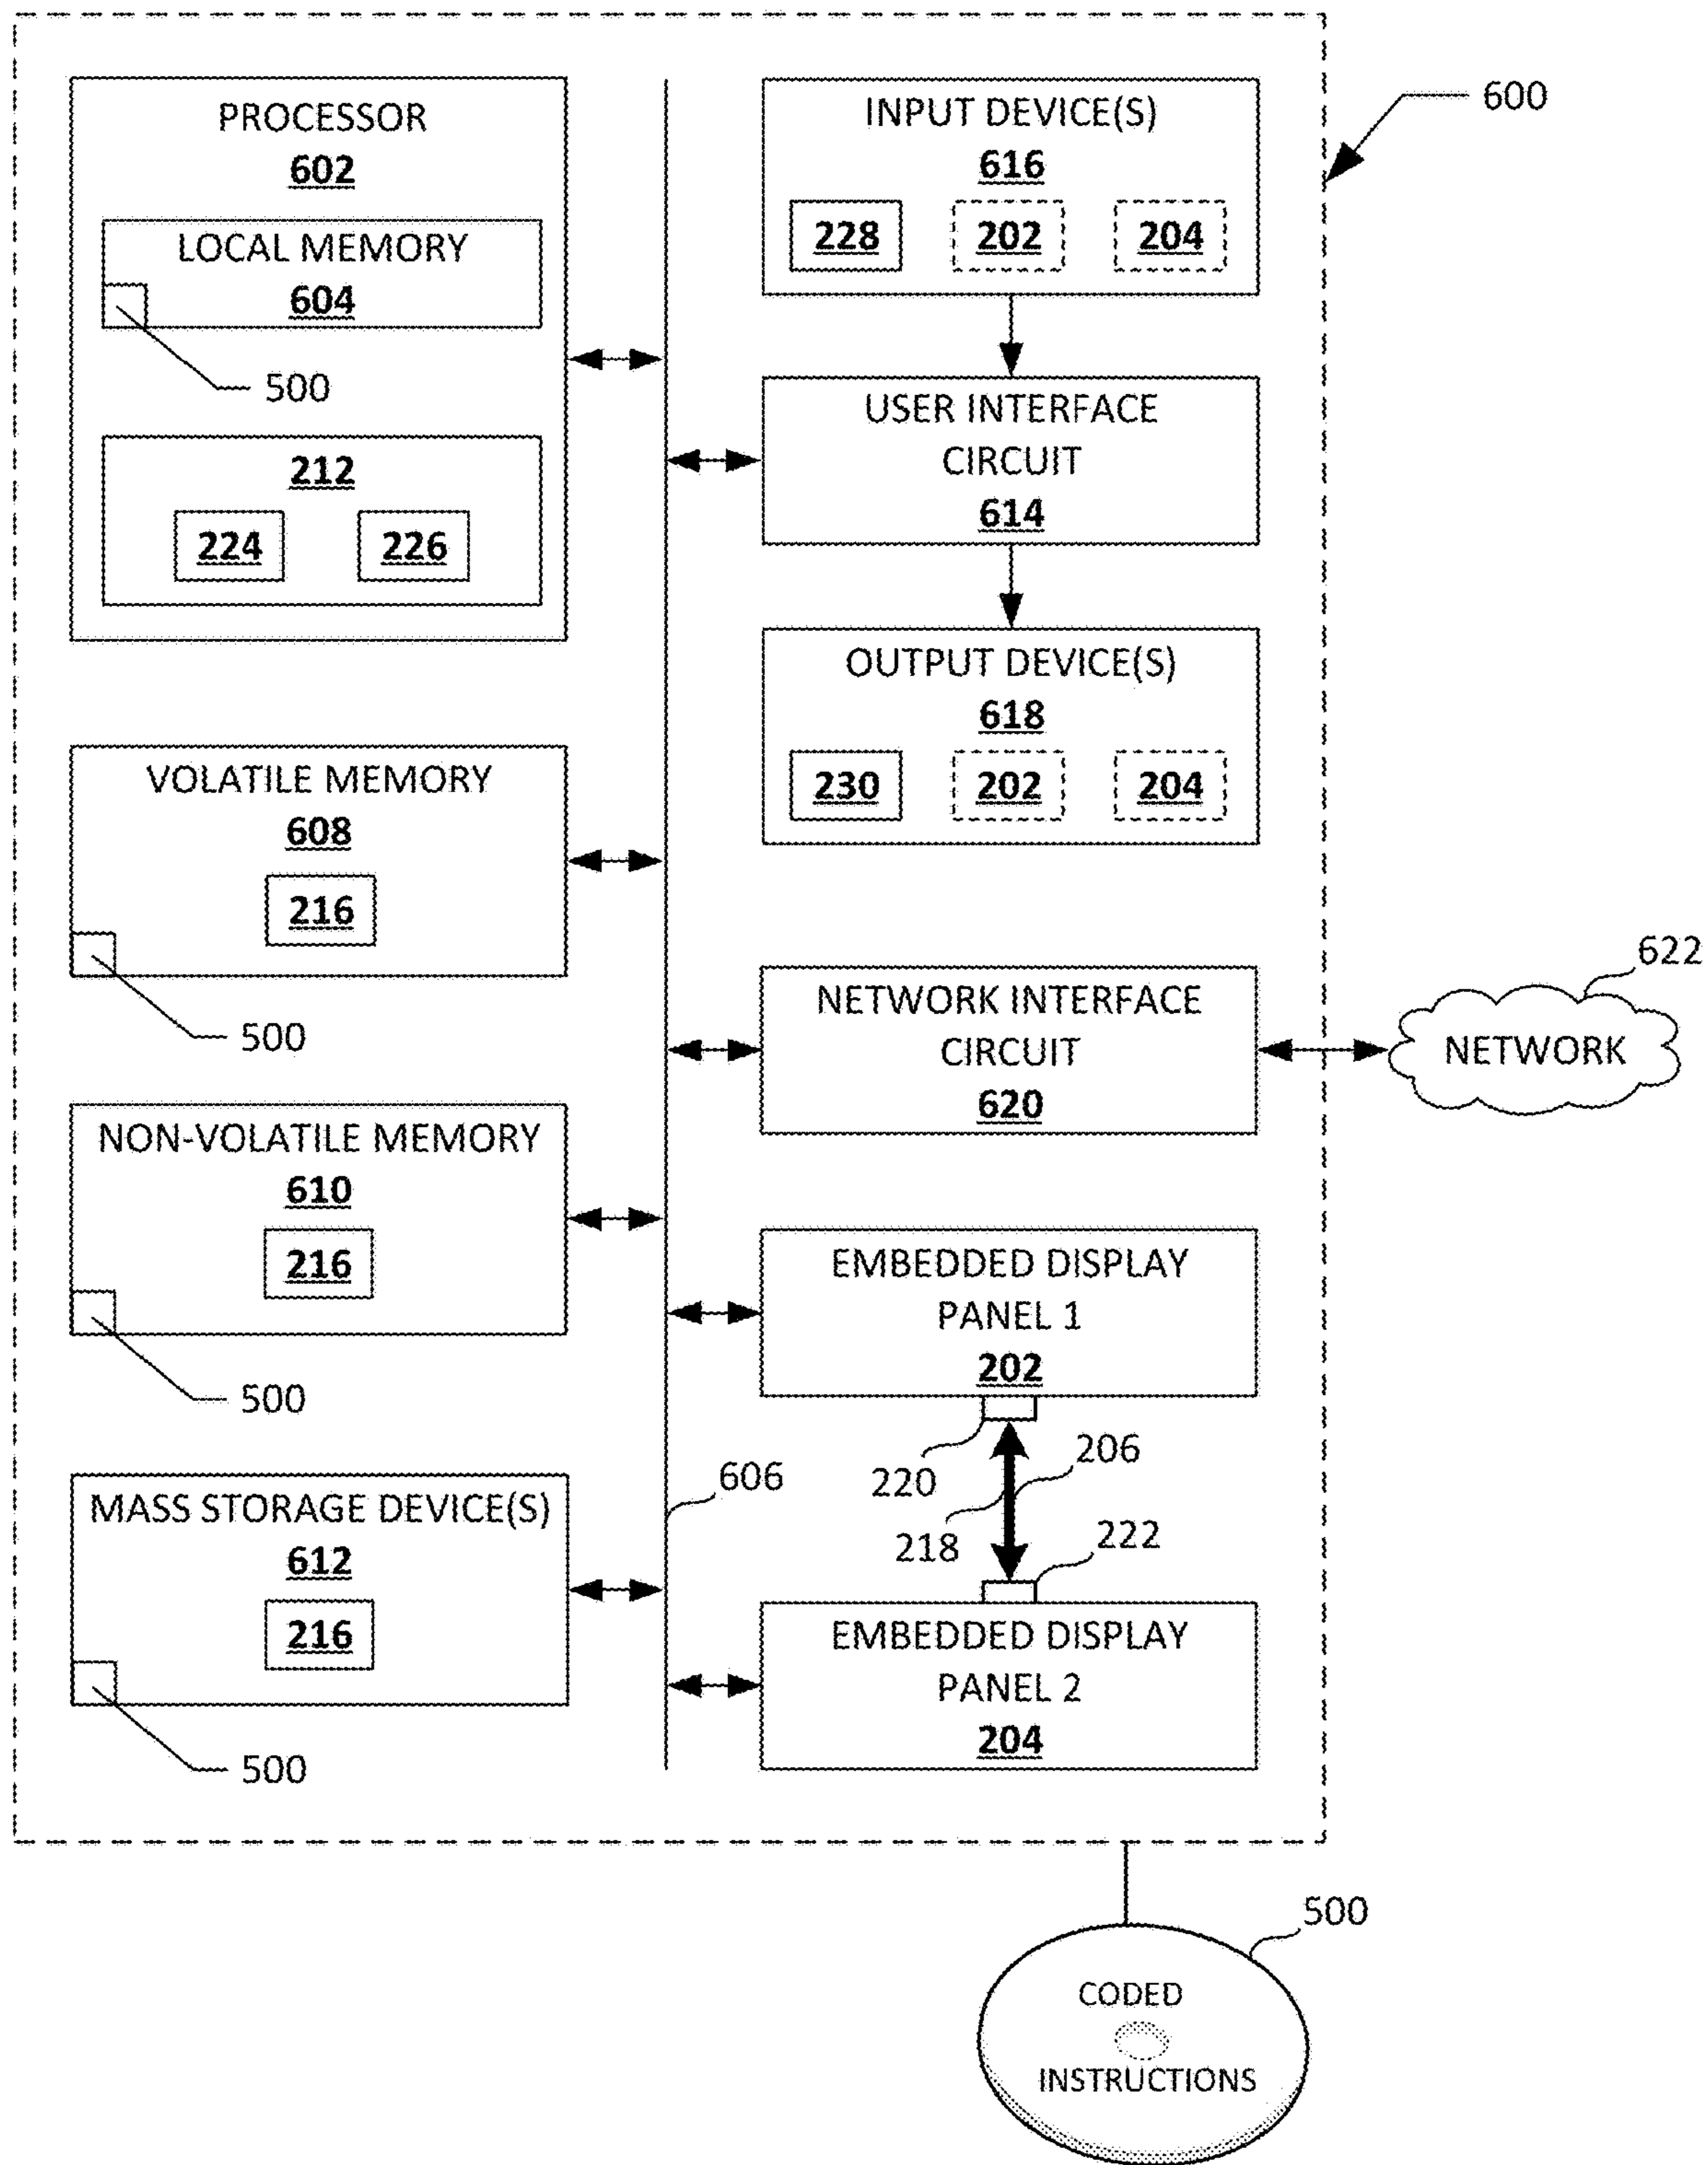 600
PROCESSOR
602
LOCAL MEMORY
604
500
212
224 226
VOLATILE MEMORY
608
216
500
NON-VOLATILE MEMORY
610
216
500
MASS STORAGE DEVICE(S)
612
216
500
606
INPUT DEVICE(S)
616
228 202 204
USER INTERFACE
CIRCUIT
614
OUTPUT DEVICE(S)
618
230 202 204
NETWORK INTERFACE
CIRCUIT
620
622
NETWORK
EMBEDDED DISPLAY
PANEL 1
202
220
206
218
222
EMBEDDED DISPLAY
PANEL 2
204
500
CODED
INSTRUCTIONS